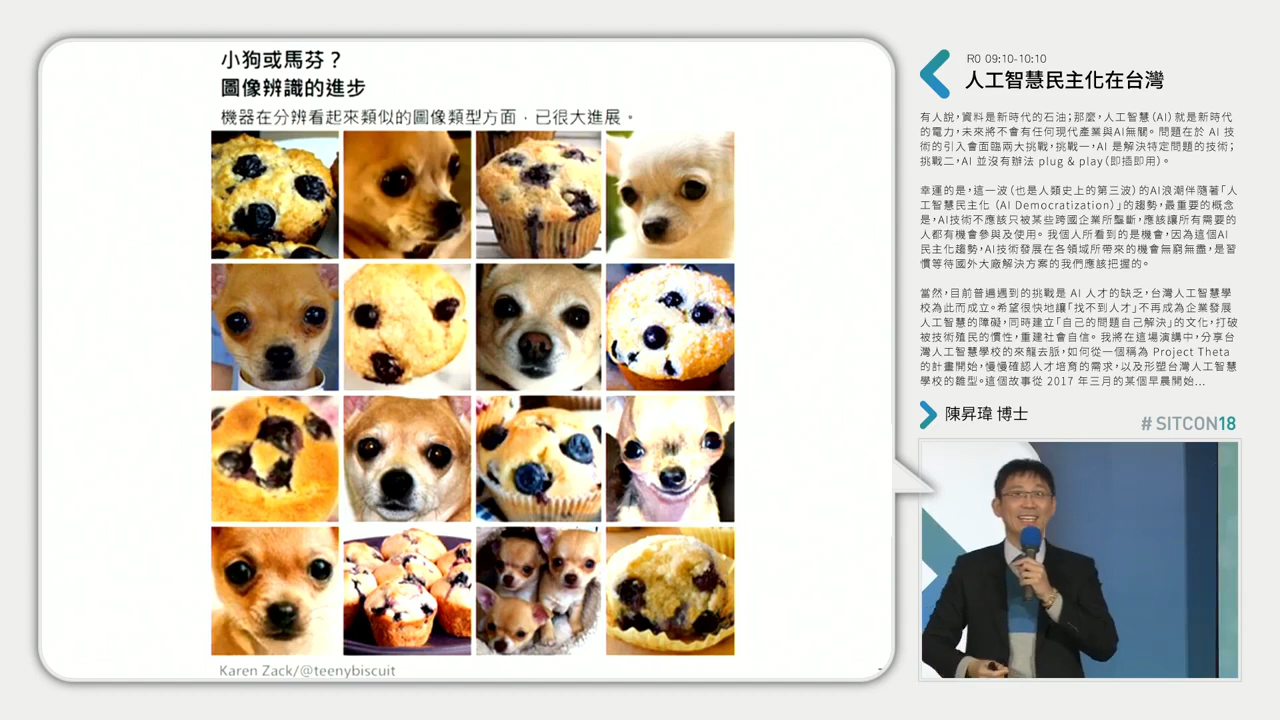 小狗或馬芬？
圖像辨識的進步
機器在分辨看起來類似的圖像類型方面，已很大進展。
Karen Zack/@teenybiscuit
R0 09:10-10:10
人工智慧民主化在台灣
有人說，資料是新時代的石油；那麼，人工智慧（AI）就是新時代
的電力，未來將不會有任何現代產業與AI無關。問題在於 AI 技
術的引入會面臨兩大挑戰，挑戰一，AI 是解決特定問題的技術；
挑戰二，AI 並沒有辦法 plug & play（即插即用）。
幸運的是，這一波（也是人類史上的第三波）的AI浪潮伴隨著「人
工智慧民主化（AI Democratization）」的趨勢，最重要的概念
是，AI技術不應該只被某些跨國企業所壟斷，應該讓所有需要的
人都有機會參與及使用。我個人所看到的是機會，因為這個AI
民主化趨勢，AI技術發展在各領域所帶來的機會無窮無盡，是習
慣等待國外大廠解決方案的我們應該把握的。
當然，目前普遍遇到的挑戰是 AI 人才的缺乏，台灣人工智慧學
校為此而成立。希望很快地讓「找不到人才」不再成為企業發展
人工智慧的障礙，同時建立「自己的問題自己解決」的文化，打破
被技術殖民的慣性，重建社會自信。我將在這場演講中，分享台
灣人工智慧學校的來龍去脈，如何從一個稱為 Project Theta
的計畫開始，慢慢確認人才培育的需求，以及形塑台灣人工智慧
學校的雛型。這個故事從 2017 年三月的某個早晨開始...
陳昇瑋 博士
# SITCON18